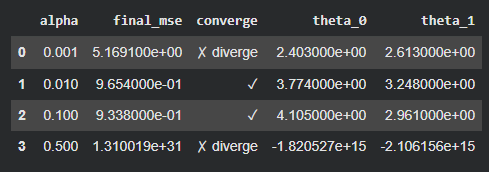 alpha final_mse converge theta_0 theta_1
0 0.001 5.169100e+00 ✗ diverge 2.403000e+00 2.613000e+00
1 0.010 9.654000e-01 ✓ 3.774000e+00 3.248000e+00
2 0.100 9.338000e-01 ✓ 4.105000e+00 2.961000e+00
3 0.500 1.310019e+31 ✗ diverge -1.820527e+15 -2.106156e+15